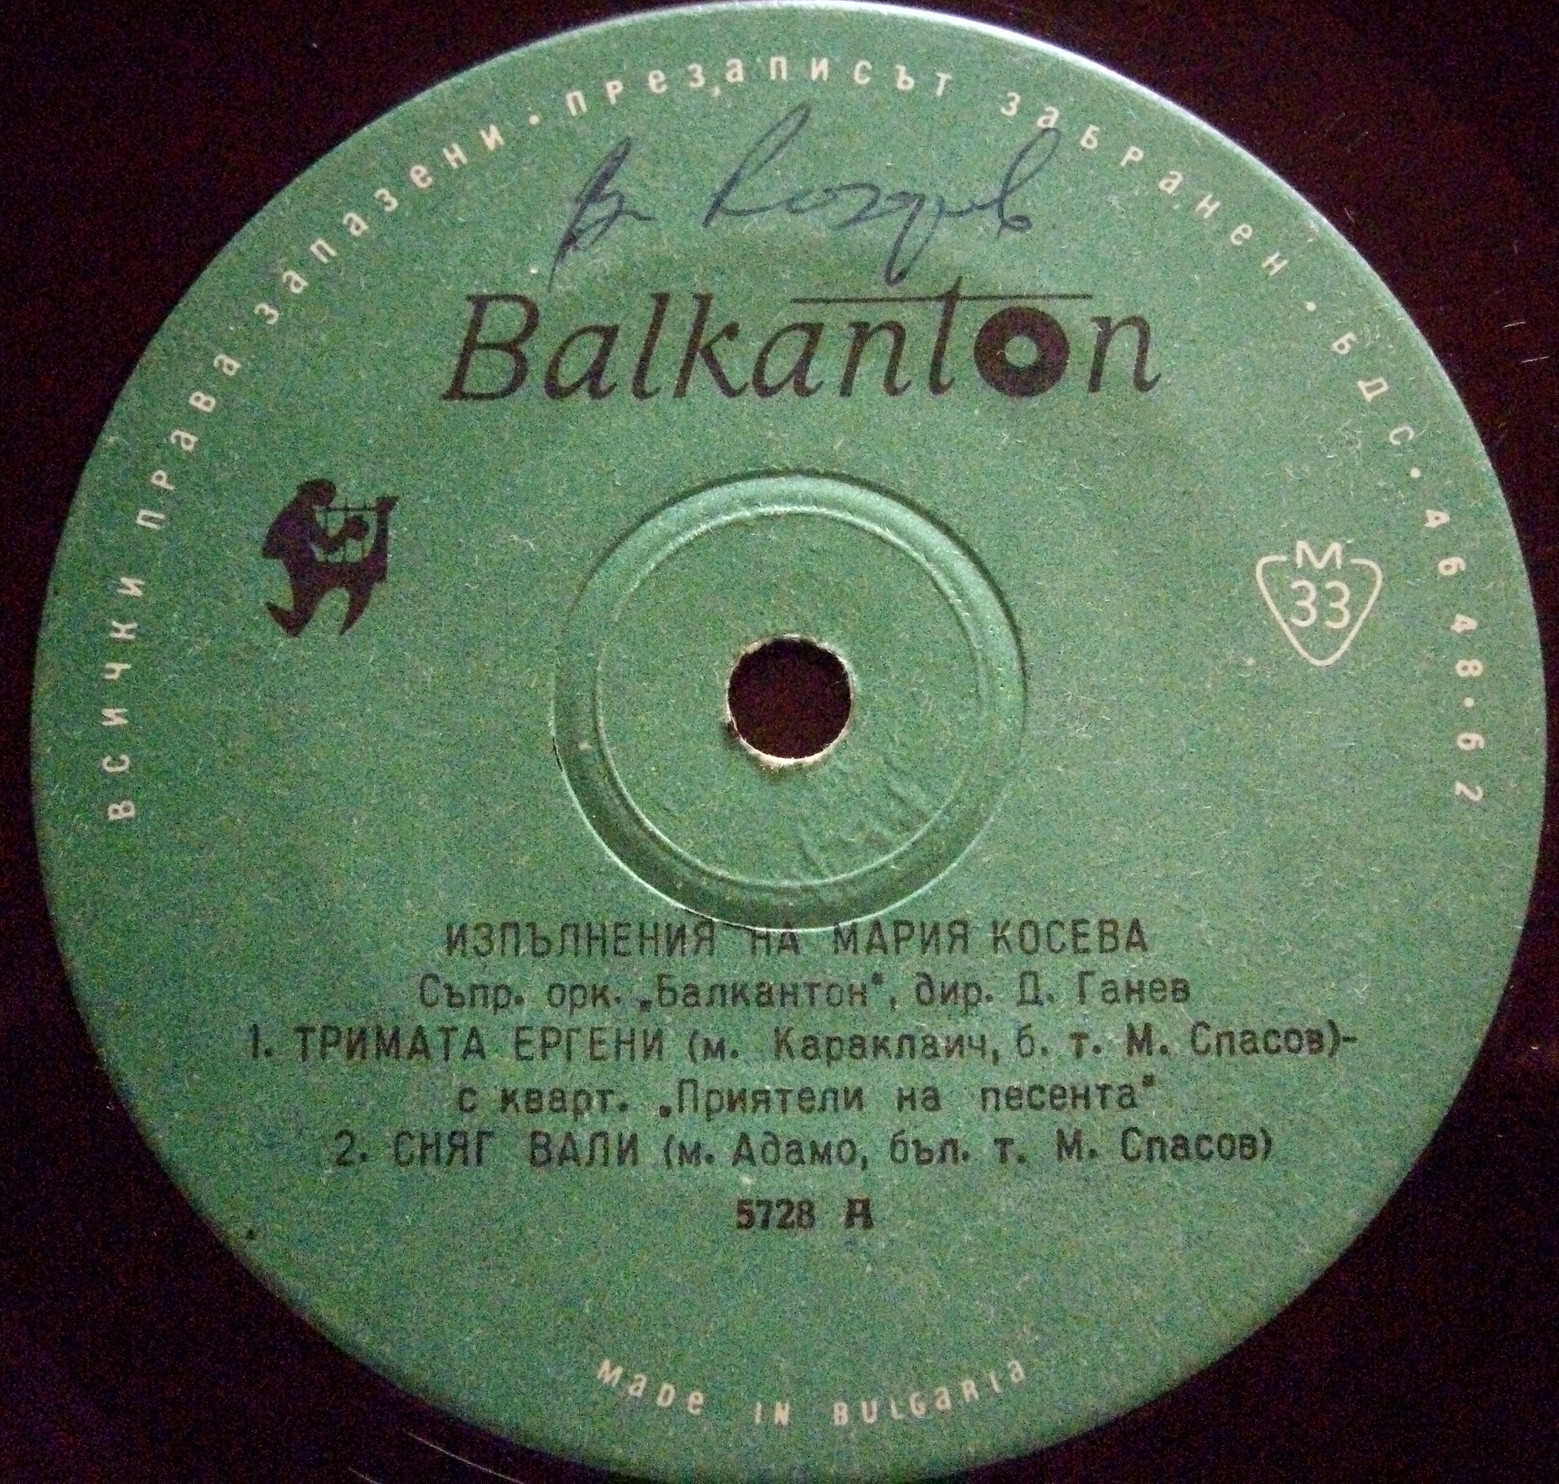 ВСИЧКИ ПРАВА ЗАПАЗЕНИ · ПРЕЗАПИСЪТ ЗАБРАНЕН · БДС · 4648·62
Balkanton
M
33
ИЗПЪЛНЕНИЯ НА МАРИЯ КОСЕВА
Съпр. орк. „Балкантон", дир. Д. Ганев
1. ТРИМАТА ЕРГЕНИ (м. Караклаич, б. т. М. Спасов)-
с кварт. „Приятели на песента"
2. СНЯГ ВАЛИ (м. Адамо, бъл. т. М. Спасов)
5728 А
MADE IN BULGARIA